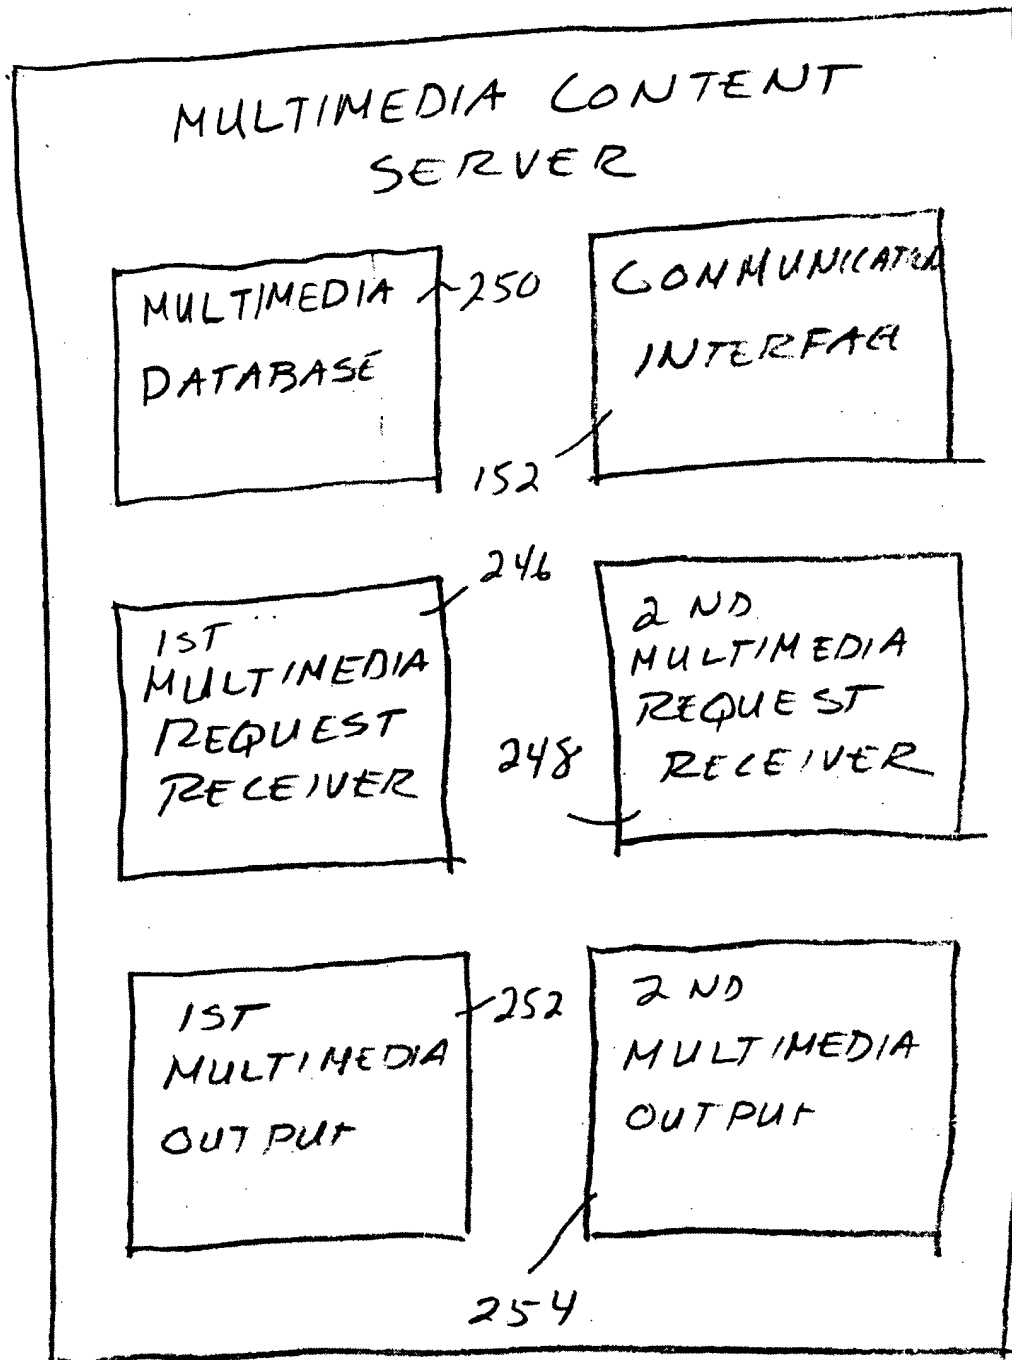 MULTIMEDIA CONTENT
SERVER
MULTIMEDIA
DATABASE
250
COMMUNICATION
INTERFACE
152
246
1ST
MULTIMEDIA
REQUEST
RECEIVER
2ND
MULTIMEDIA
REQUEST
RECEIVER
248
1ST
MULTIMEDIA
OUTPUT
252
2ND
MULTIMEDIA
OUTPUT
254